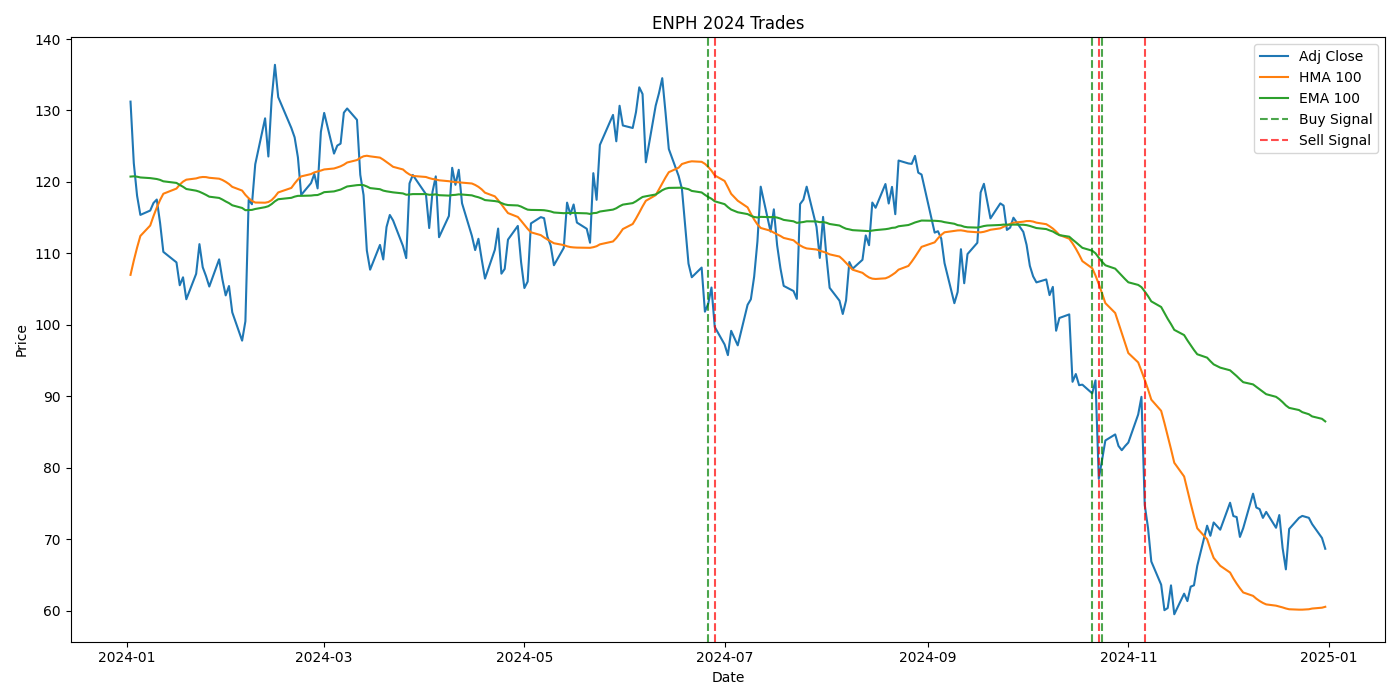 ENPH 2024 Trades
140
130
120
110
100
90
80
70
60
Price
Adj Close
HMA 100
EMA 100
Buy Signal
Sell Signal
2024-01
2024-03
2024-05
2024-07
2024-09
2024-11
2025-01
Date